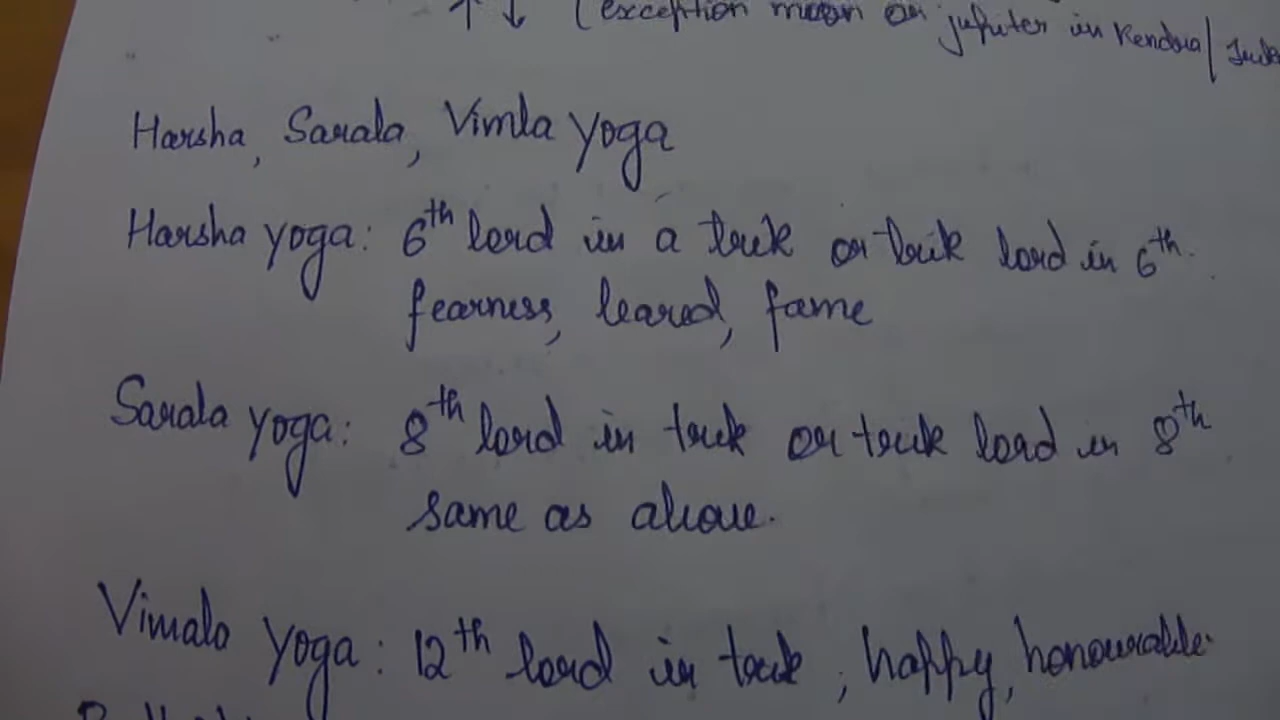 ↑ ↓ (exception moon or jupiter in Kendra/
Harsha, Sarala, Vimla yoga
Harsha yoga: 6th lord in a trik or trik lord in 6th.
fearness, leared, fame
Sarala yoga: 8th lord in trik or trik lord in 8th
same as above.
Vimala yoga: 12th lord in trik, happy, honourable.